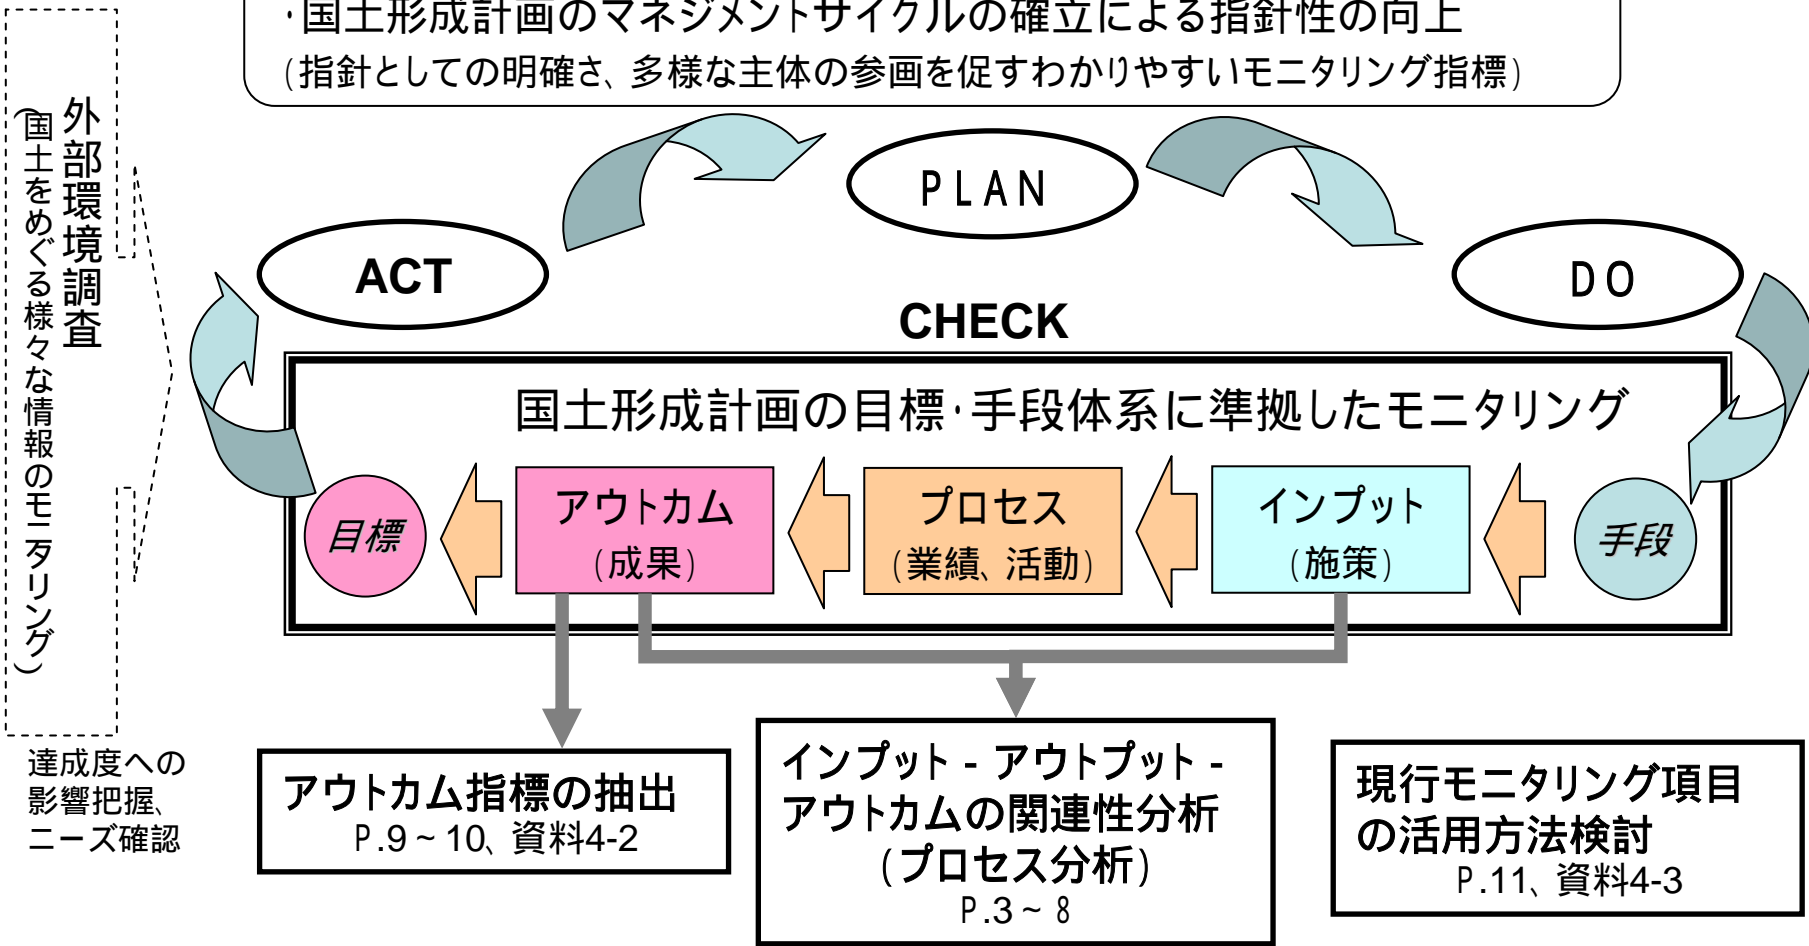 ・国土形成計画のマネジメントサイクルの確立による指針性の向上
(指針としての明確さ、多様な主体の参画を促すわかりやすいモニタリング指標)
外部環境調査
(国土をめぐる様々な情報のモニタリング)
PLAN
ACT
DO
CHECK
国土形成計画の目標・手段体系に準拠したモニタリング
目標
アウトカム
(成果)
プロセス
(業績、活動)
インプット
(施策)
手段
達成度への
影響把握、
ニーズ確認
アウトカム指標の抽出
P.9~10、資料4-2
インプット - アウトプット -
アウトカムの関連性分析
(プロセス分析)
P.3~8
現行モニタリング項目
の活用方法検討
P.11、資料4-3